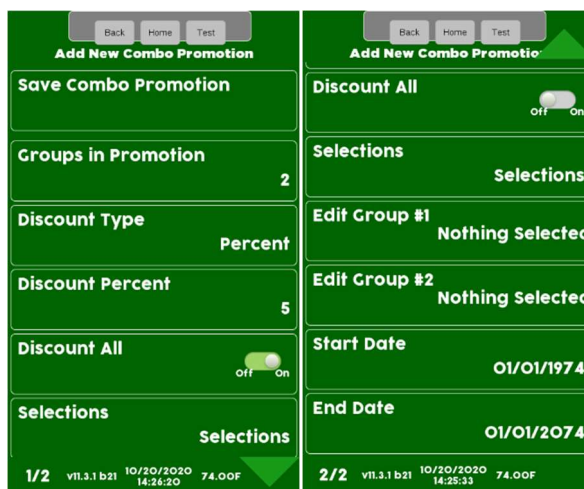 Back Home Test
Add New Combo Promotion
Save Combo Promotion
Groups in Promotion
2
Discount Type
Percent
Discount Percent
5
Discount All
Off On
Selections
Selections
1/2 v11.3.1 b21 10/20/2020 14:26:20 74.00F
Back Home Test
Add New Combo Promotio
Discount All
Off On
Selections
Selections
Edit Group #1
Nothing Selected
Edit Group #2
Nothing Selected
Start Date
01/01/1974
End Date
01/01/2074
2/2 v11.3.1 b21 10/20/2020 14:25:33 74.00F